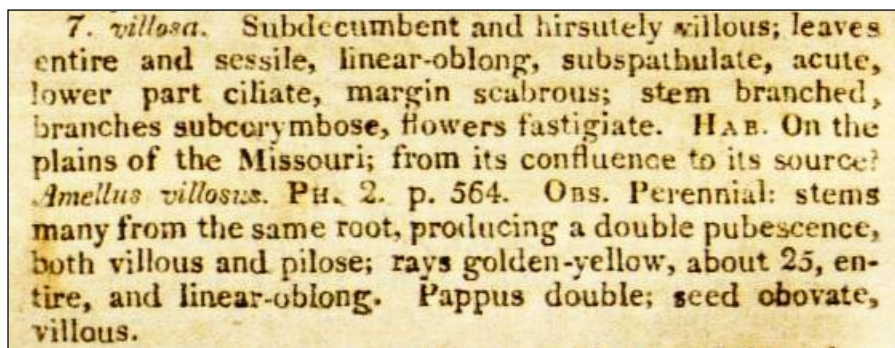 7. villosa. Subdecumbent and hirsutely villous; leaves
entire and sessile, linear-oblong, subspathulate, acute,
lower part ciliate, margin scabrous; stem branched,
branches subcorymbose, flowers fastigiate. HAB. On the
plains of the Missouri; from its confluence to its source?
Amellus villosus. PH. 2. p. 564. OBS. Perennial: stems
many from the same root, producing a double pubescence,
both villous and pilose; rays golden-yellow, about 25, en-
tire, and linear-oblong. Pappus double; seed obovate,
villous.